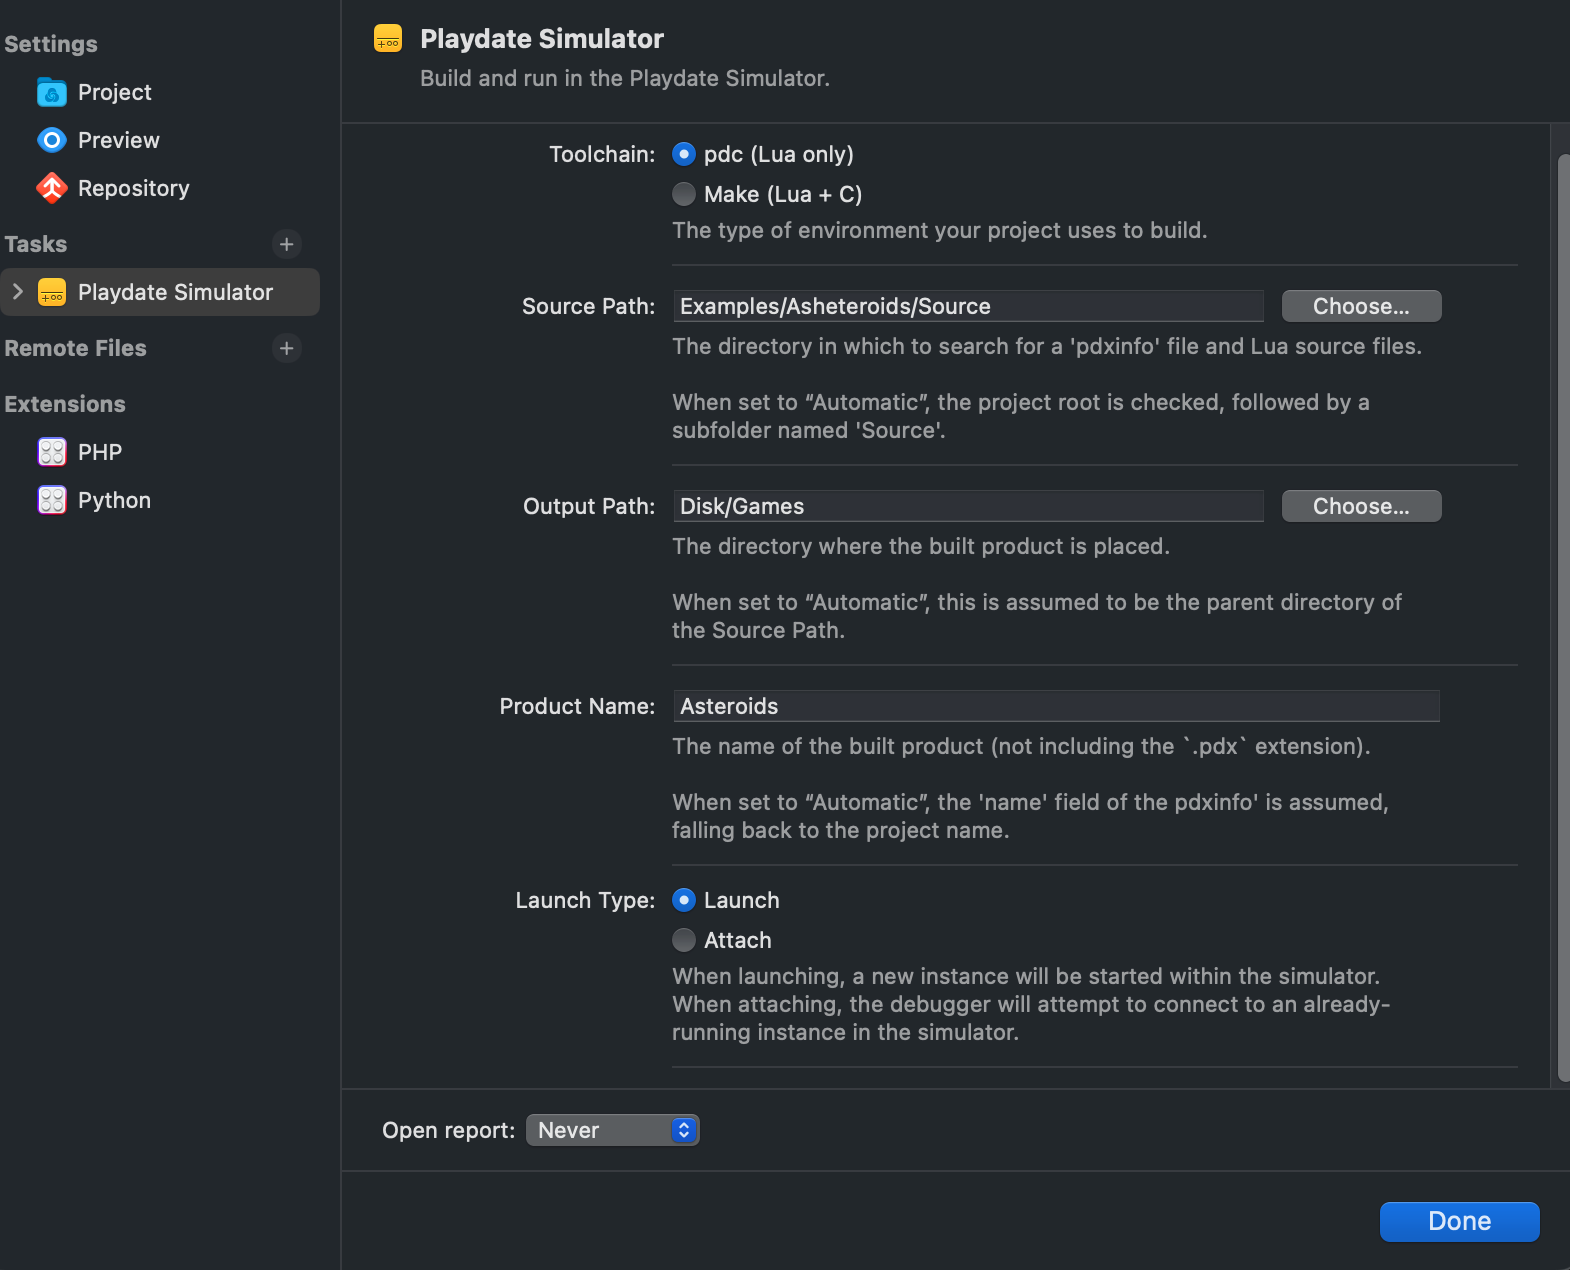 Settings
Project
Preview
Repository
Tasks
Playdate Simulator
Remote Files
Extensions
PHP
Python
Playdate Simulator
Build and run in the Playdate Simulator.
Toolchain: pdc (Lua only)
Make (Lua + C)
The type of environment your project uses to build.
Source Path: Examples/Asheteroids/Source Choose...
The directory in which to search for a 'pdxinfo' file and Lua source files.
When set to “Automatic”, the project root is checked, followed by a
subfolder named 'Source'.
Output Path: Disk/Games Choose...
The directory where the built product is placed.
When set to “Automatic”, this is assumed to be the parent directory of
the Source Path.
Product Name: Asteroids
The name of the built product (not including the `.pdx` extension).
When set to “Automatic”, the 'name' field of the pdxinfo' is assumed,
falling back to the project name.
Launch Type: Launch
Attach
When launching, a new instance will be started within the simulator.
When attaching, the debugger will attempt to connect to an already-
running instance in the simulator.
Open report: Never
Done